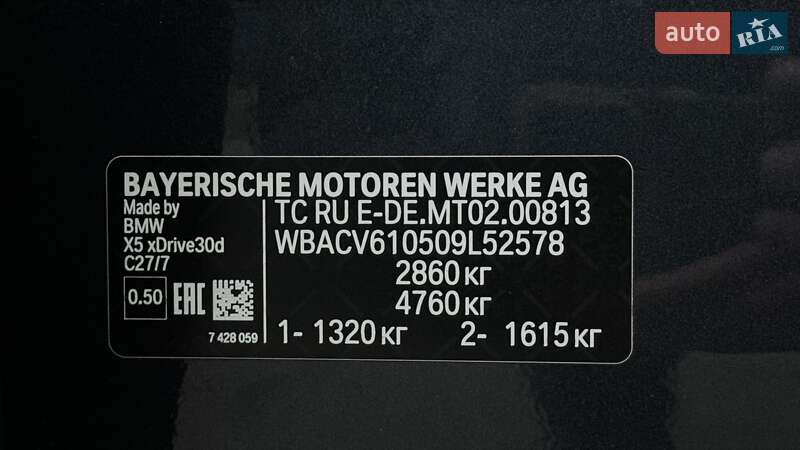 auto RIA .com
BAYERISCHE MOTOREN WERKE AG
Made by
BMW
X5 xDrive30d
C27/7
0.50 EAC
7 428 059
TC RU E-DE.MT02.00813
WBACV610509L52578
2860 кг
4760 кг
1- 1320 кг 2- 1615 кг